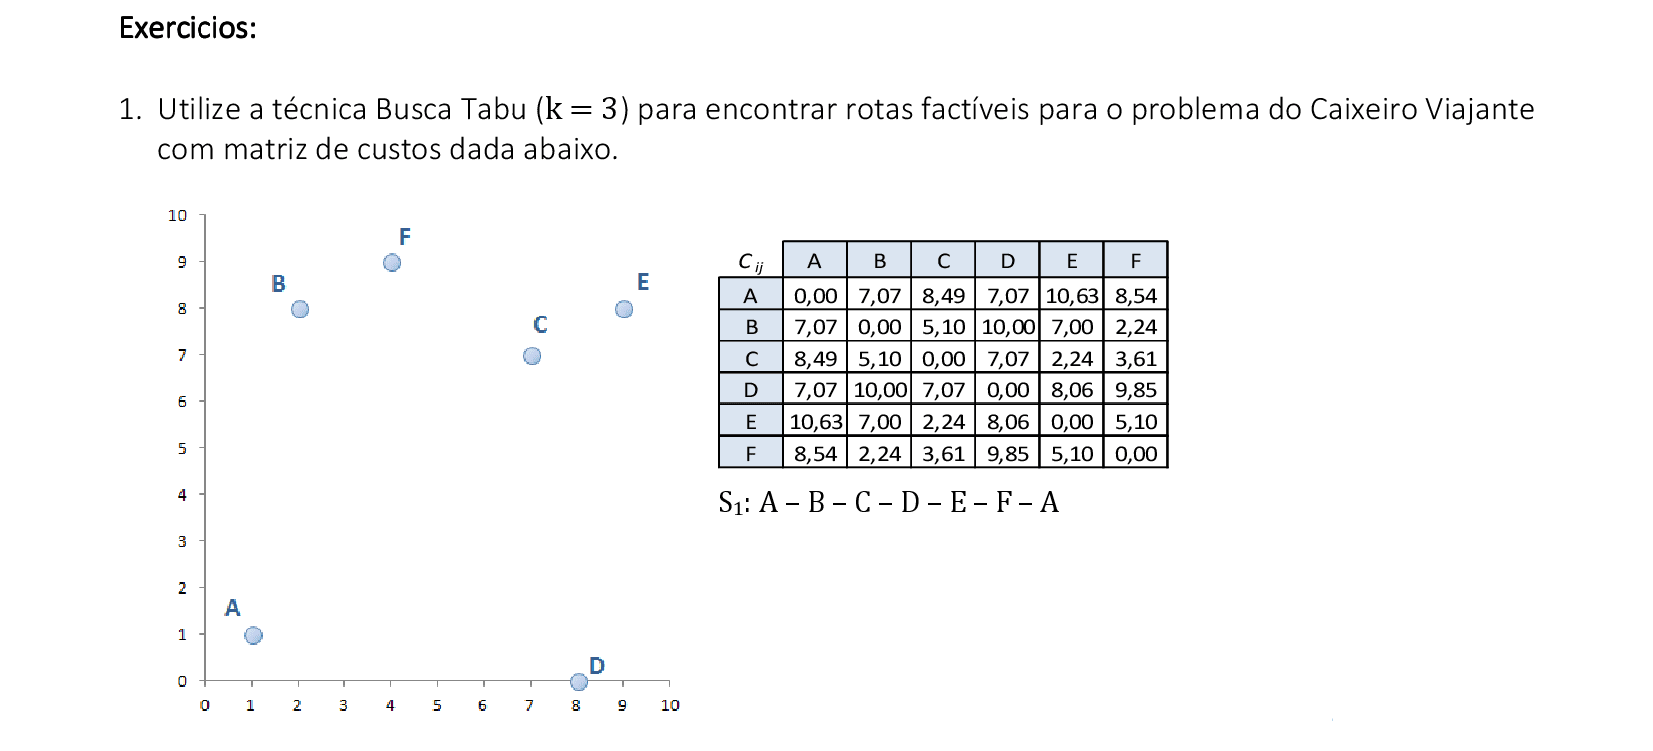 Exercicios:
1. Utilize a técnica Busca Tabu (k = 3) para encontrar rotas factíveis para o problema do Caixeiro Viajante
com matriz de custos dada abaixo.
10
9
8
7
6
5
4
3
2
1
0
0 1 2 3 4 5 6 7 8 9 10
F
B
E
C
A
D
C ij A B C D E F
A 0,00 7,07 8,49 7,07 10,63 8,54
B 7,07 0,00 5,10 10,00 7,00 2,24
C 8,49 5,10 0,00 7,07 2,24 3,61
D 7,07 10,00 7,07 0,00 8,06 9,85
E 10,63 7,00 2,24 8,06 0,00 5,10
F 8,54 2,24 3,61 9,85 5,10 0,00
S₁: A – B – C – D – E – F – A